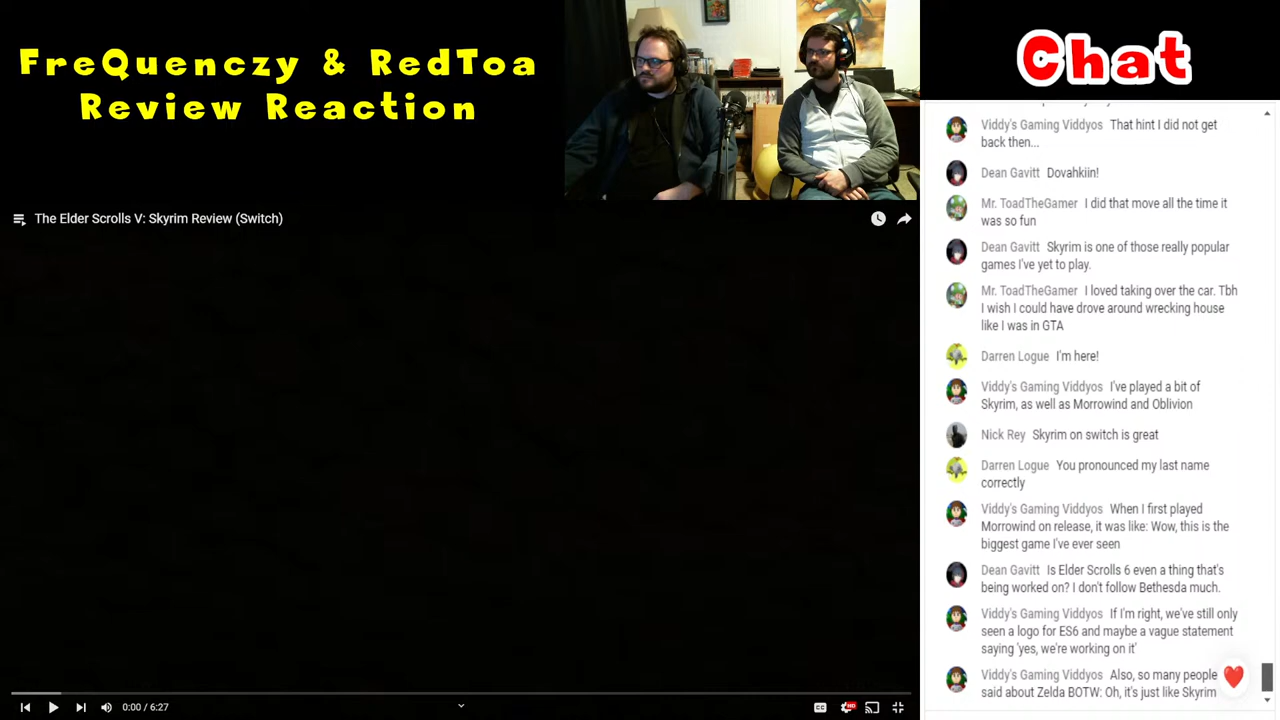 FreQuenczy & RedToa
Review Reaction
Chat
The Elder Scrolls V: Skyrim Review (Switch)
Viddy's Gaming Viddyos That hint I did not get
back then...
Dean Gavitt Dovahkiin!
Mr. ToadTheGamer I did that move all the time it
was so fun
Dean Gavitt Skyrim is one of those really popular
games I've yet to play.
Mr. ToadTheGamer I loved taking over the car. Tbh
I wish I could have drove around wrecking house
like I was in GTA
Darren Logue I'm here!
Viddy's Gaming Viddyos I've played a bit of
Skyrim, as well as Morrowind and Oblivion
Nick Rey Skyrim on switch is great
Darren Logue You pronounced my last name
correctly
Viddy's Gaming Viddyos When I first played
Morrowind on release, it was like: Wow, this is the
biggest game I've ever seen
Dean Gavitt Is Elder Scrolls 6 even a thing that's
being worked on? I don't follow Bethesda much.
Viddy's Gaming Viddyos If I'm right, we've still only
seen a logo for ES6 and maybe a vague statement
saying 'yes, we're working on it'
Viddy's Gaming Viddyos Also, so many people
said about Zelda BOTW: Oh, it's just like Skyrim
0:00 / 6:27
CC
HD